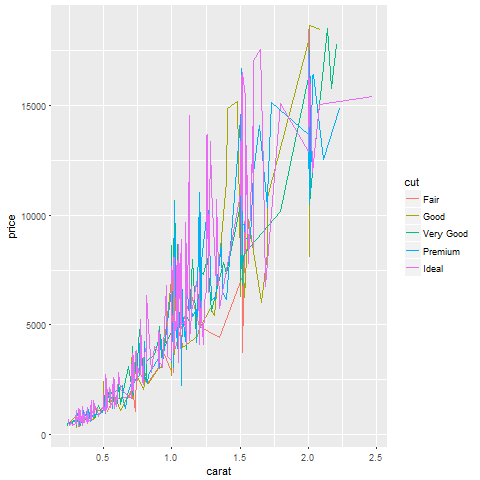 15000
10000
5000
0
price
0.5 1.0 1.5 2.0 2.5
carat
cut
Fair
Good
Very Good
Premium
Ideal